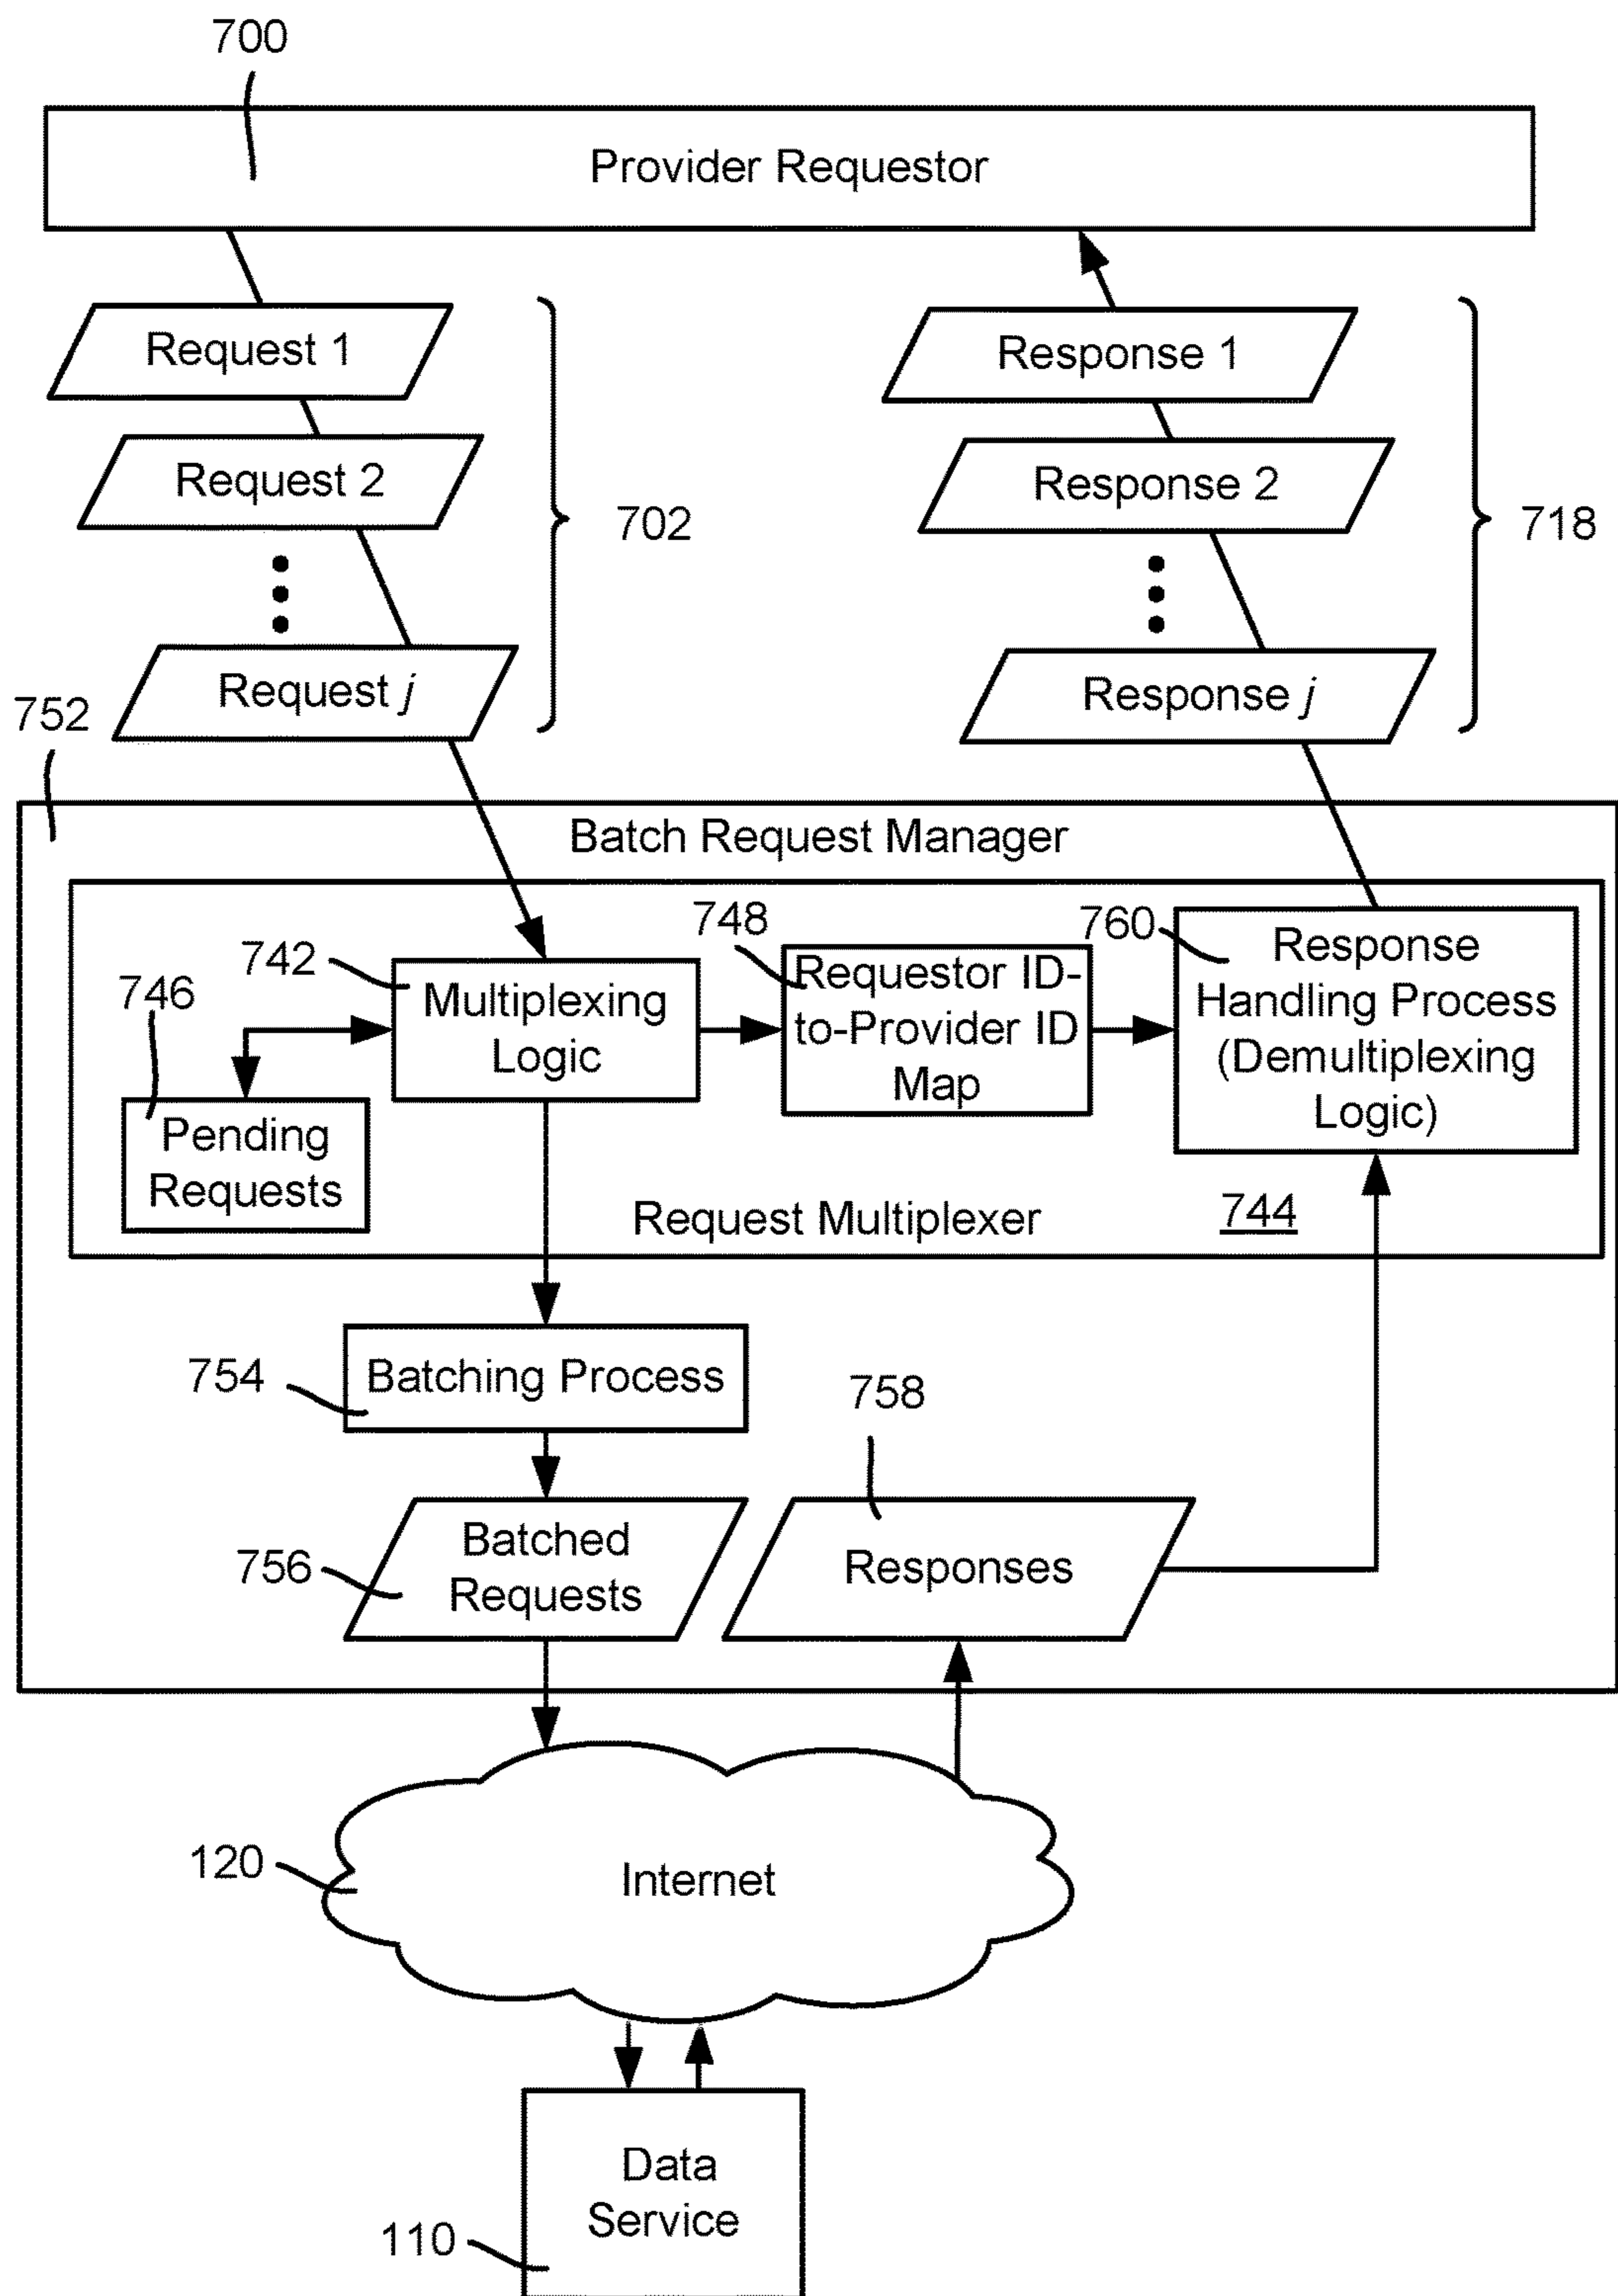 700
Provider Requestor
Request 1
Response 1
Request 2
Response 2
702
718
Request j
Response j
752
Batch Request Manager
748
760
742
746
Multiplexing
Logic
Requestor ID-
to-Provider ID
Map
Response
Handling Process
(Demultiplexing
Logic)
Pending
Requests
Request Multiplexer
744
754
Batching Process
758
756
Batched
Requests
Responses
120
Internet
Data
Service
110